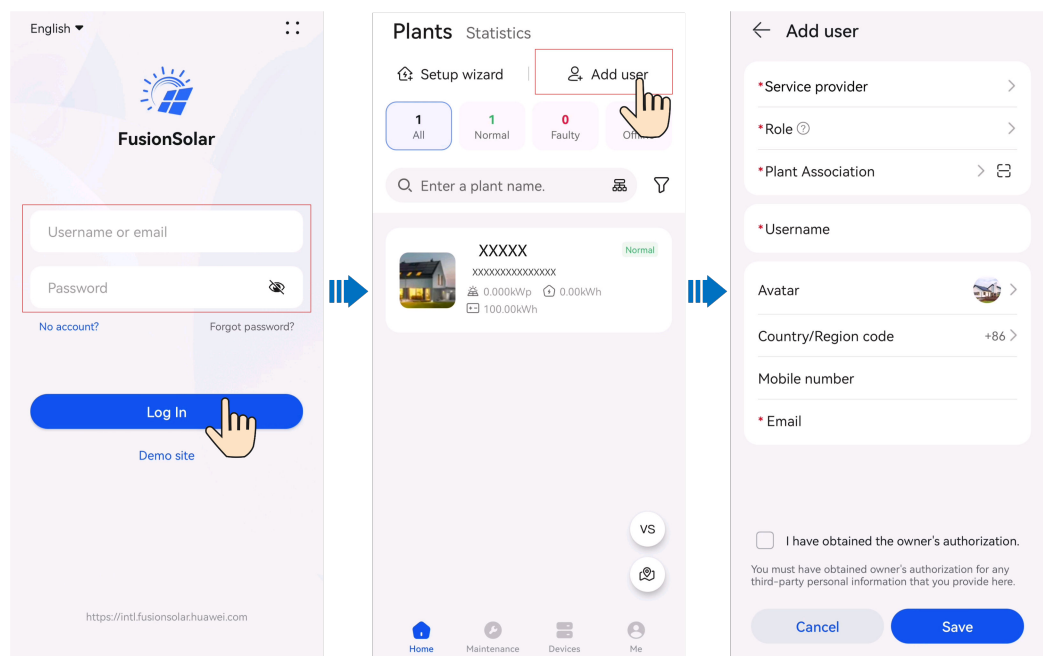 English
FusionSolar
Username or email
Password
No account?
Forgot password?
Log In
Demo site
https://intl.fusionsolar.huawei.com
Plants Statistics
Setup wizard
Add user
1
All
1
Normal
0
Faulty
Enter a plant name.
XXXXX
Normal
XXXXXXXXXXXXXXX
0.000kWp
0.00kWh
100.00kWh
VS
Home
Maintenance
Devices
Me
Add user
*Service provider
*Role ?
*Plant Association
*Username
Avatar
Country/Region code
+86
Mobile number
* Email
I have obtained the owner's authorization.
You must have obtained owner's authorization for any
third-party personal information that you provide here.
Cancel
Save